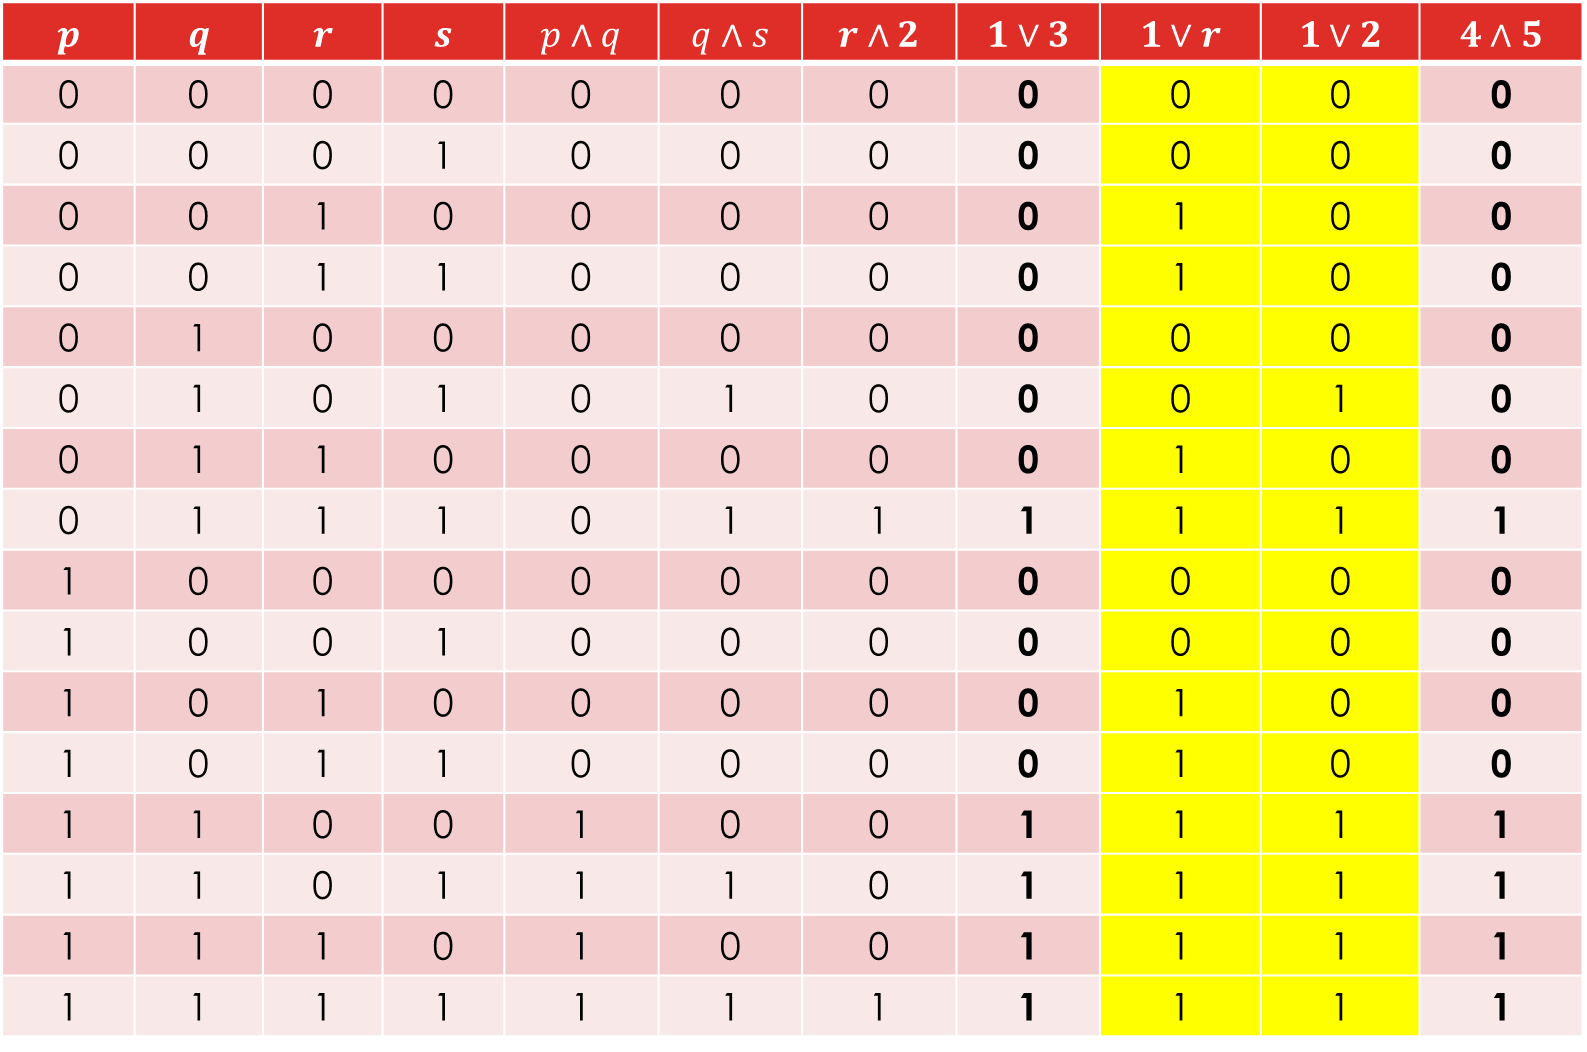 p q r s p ∧ q q ∧ s r ∧ 2 1 ∨ 3 1 ∨ r 1 ∨ 2 4 ∧ 5
0 0 0 0 0 0 0 0 0 0 0
0 0 0 1 0 0 0 0 0 0 0
0 0 1 0 0 0 0 0 1 0 0
0 0 1 1 0 0 0 0 1 0 0
0 1 0 0 0 0 0 0 0 0 0
0 1 0 1 0 1 0 0 0 1 0
0 1 1 0 0 0 0 0 1 0 0
0 1 1 1 0 1 1 1 1 1 1
1 0 0 0 0 0 0 0 0 0 0
1 0 0 1 0 0 0 0 0 0 0
1 0 1 0 0 0 0 0 1 0 0
1 0 1 1 0 0 0 0 1 0 0
1 1 0 0 1 0 0 1 1 1 1
1 1 0 1 1 1 0 1 1 1 1
1 1 1 0 1 0 0 1 1 1 1
1 1 1 1 1 1 1 1 1 1 1